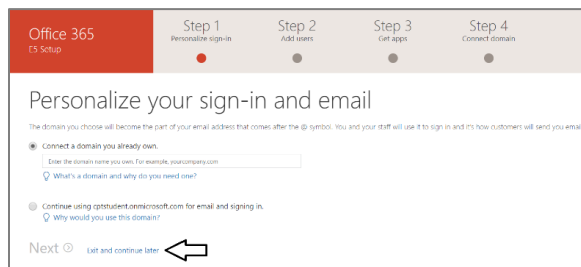 Office 365
E5 Setup
Step 1
Personalize sign-in
Step 2
Add users
Step 3
Get apps
Step 4
Connect domain
Personalize your sign-in and email
The domain you choose will become the part of your email address that comes after the @ symbol. You and your staff will use it to sign in and it's how customers will send you email
Connect a domain you already own.
Enter the domain name you own. For example, yourcompany.com
What's a domain and why do you need one?
Continue using cptstudent.onmicrosoft.com for email and signing in.
Why would you use this domain?
Next
Exit and continue later